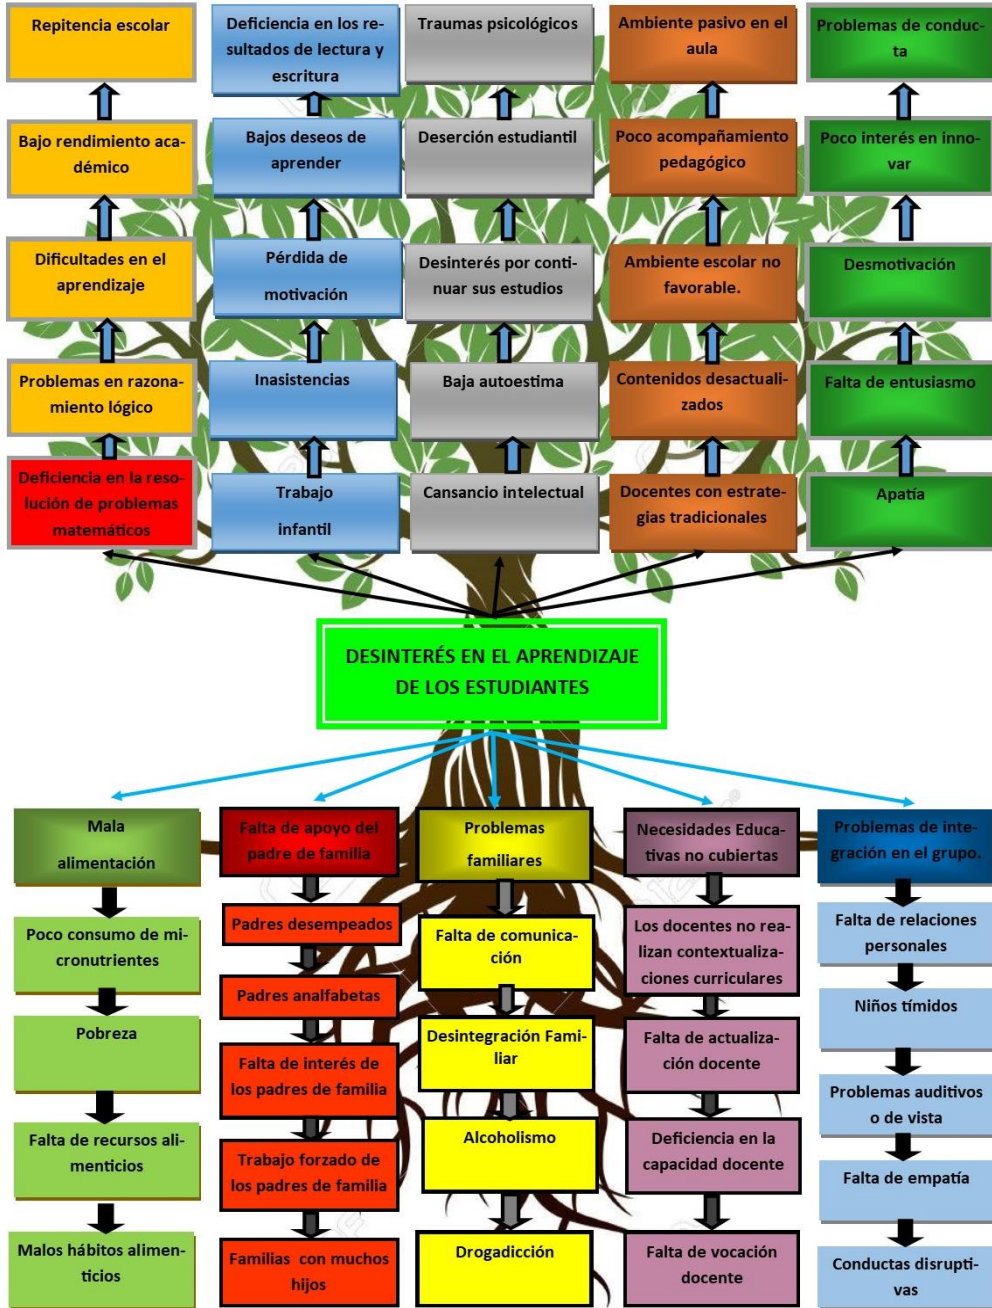 Repitencia escolar
Deficiencia en los re-
sultados de lectura y
escritura
Traumas psicológicos
Ambiente pasivo en el
aula
Problemas de conduc-
ta
Bajo rendimiento aca-
démico
Bajos deseos de
aprender
Deserción estudiantil
Poco acompañamiento
pedagógico
Poco interés en inno-
var
Dificultades en el
aprendizaje
Pérdida de
motivación
Desinterés por conti-
nuar sus estudios
Ambiente escolar no
favorable.
Desmotivación
Problemas en razona-
miento lógico
Inasistencias
Baja autoestima
Contenidos desactuali-
zados
Falta de entusiasmo
Deficiencia en la reso-
lución de problemas
matemáticos
Trabajo
infantil
Cansancio intelectual
Docentes con estrate-
gias tradicionales
Apatía
DESINTERÉS EN EL APRENDIZAJE
DE LOS ESTUDIANTES
Mala
alimentación
Falta de apoyo del
padre de familia
Problemas
familiares
Necesidades Educa-
tivas no cubiertas
Problemas de inte-
gración en el grupo.
Poco consumo de mi-
cronutrientes
Padres desempeados
Falta de comunica-
ción
Los docentes no rea-
lizan contextualiza-
ciones curriculares
Falta de relaciones
personales
Pobreza
Padres analfabetas
Desintegración Fami-
liar
Falta de actualiza-
ción docente
Niños tímidos
Falta de interés de
los padres de familia
Problemas auditivos
o de vista
Falta de recursos ali-
menticios
Trabajo forzado de
los padres de familia
Alcoholismo
Deficiencia en la
capacidad docente
Falta de empatía
Malos hábitos alimen-
ticios
Familias  con muchos
hijos
Drogadicción
Falta de vocación
docente
Conductas disrupti-
vas